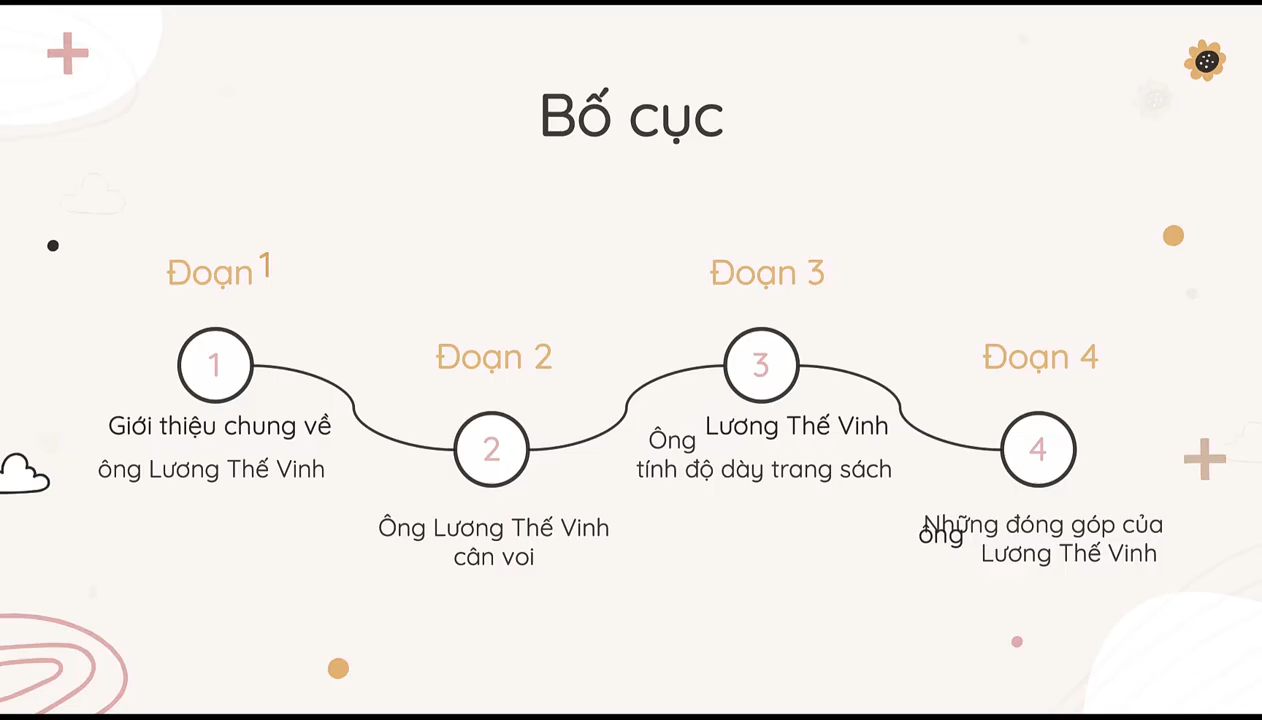 Bố cục
Đoạn 1
1
Giới thiệu chung về
ông Lương Thế Vinh
Đoạn 2
2
Ông Lương Thế Vinh
cân voi
Đoạn 3
3
Ông Lương Thế Vinh
tính độ dày trang sách
Đoạn 4
4
Những đóng góp của
ông Lương Thế Vinh